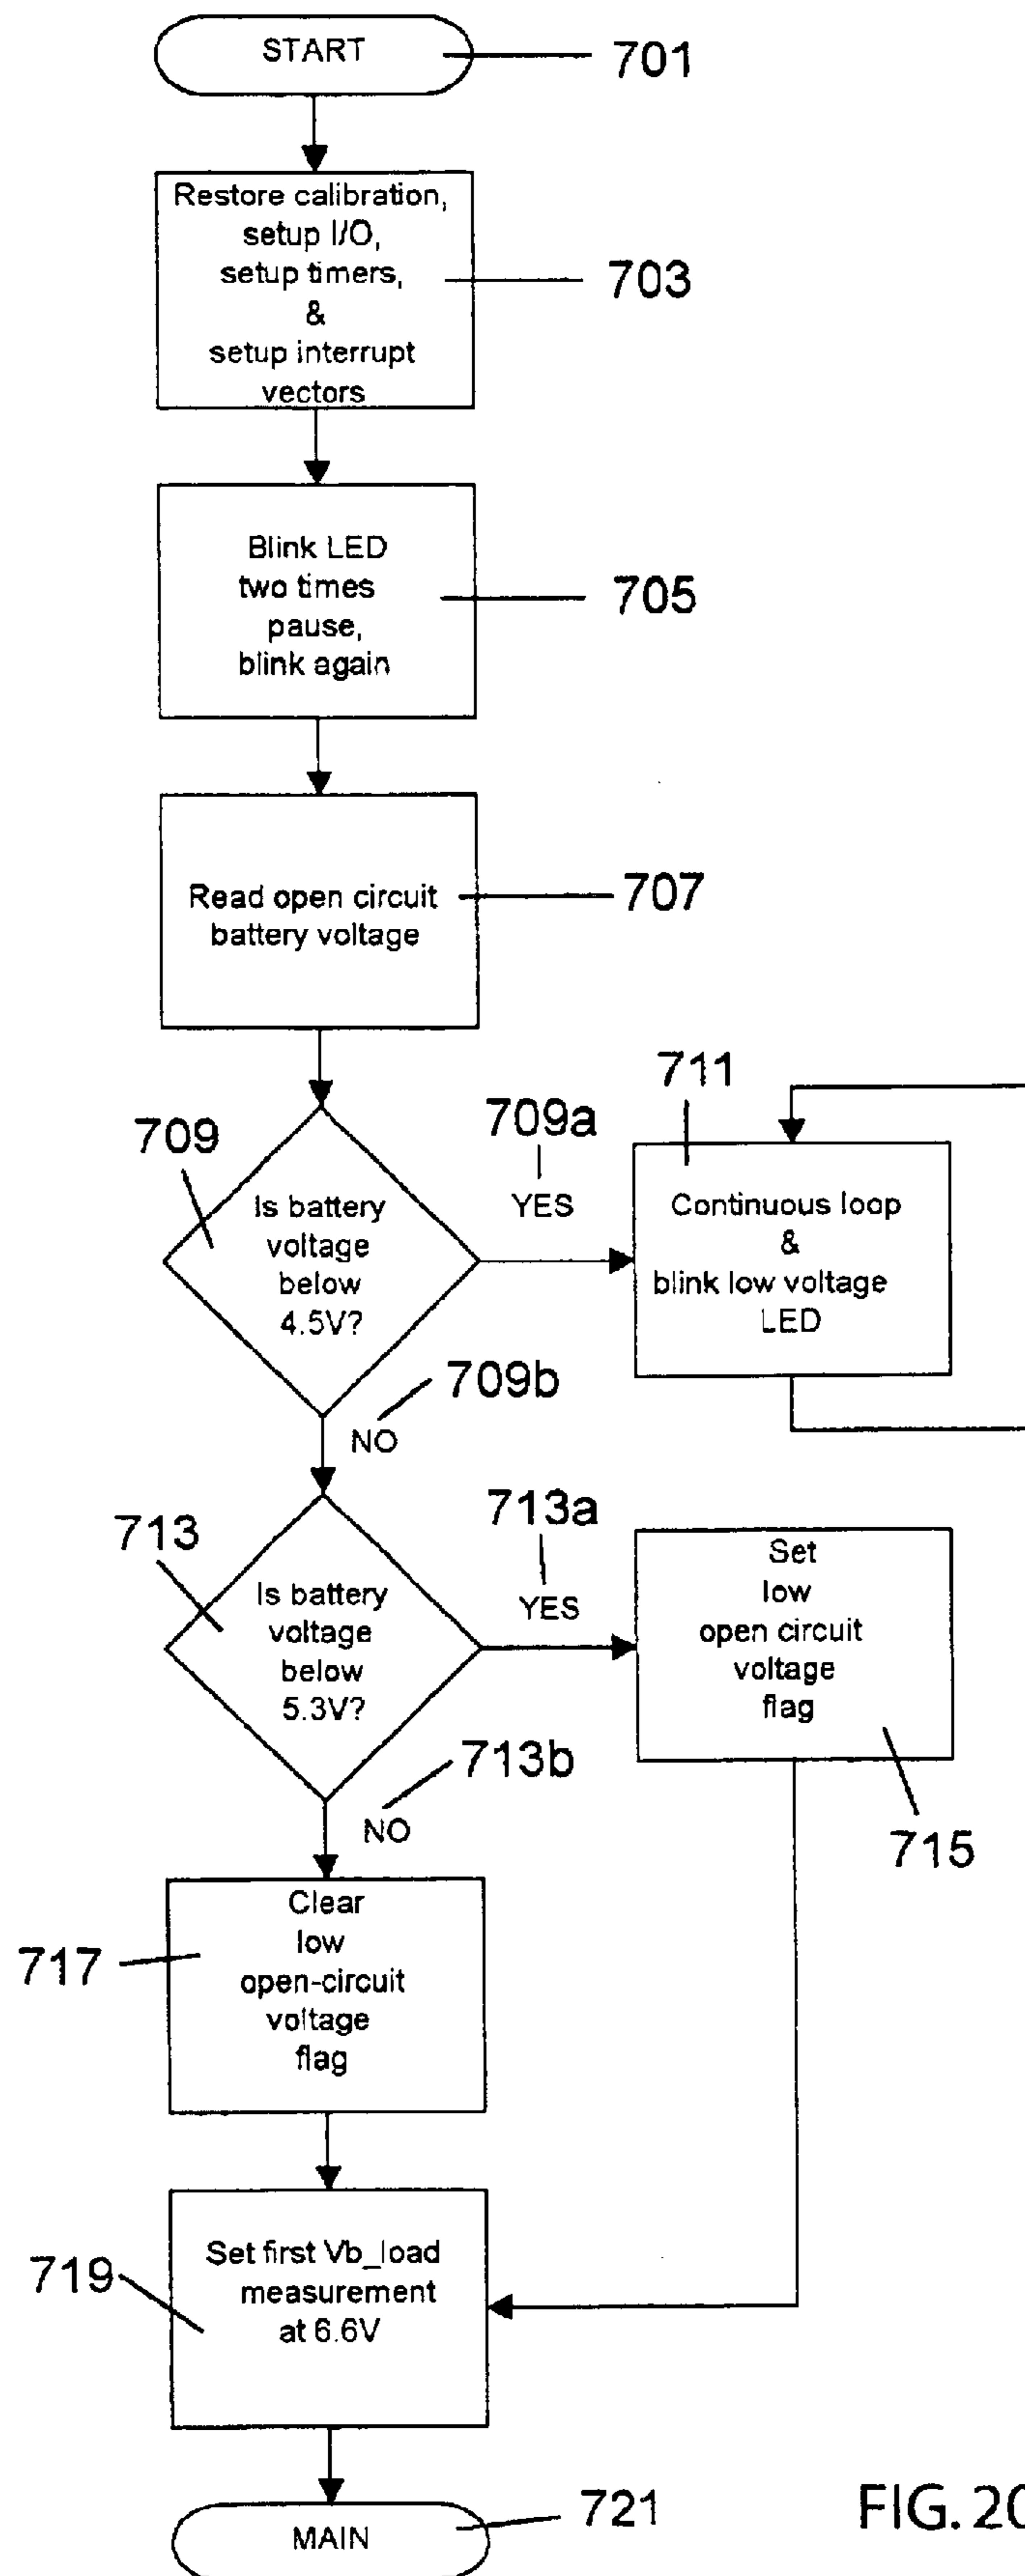 START
701
Restore calibration,
setup I/O,
setup timers,
&
setup interrupt
vectors
703
Blink LED
two times
pause,
blink again
705
Read open circuit
battery voltage
707
709
Is battery
voltage
below
4.5V?
709a
YES
711
Continuous loop
&
blink low voltage
LED
709b
NO
713
Is battery
voltage
below
5.3V?
713a
YES
Set
low
open circuit
voltage
flag
715
713b
NO
717
Clear
low
open-circuit
voltage
flag
719
Set first Vb_load
measurement
at 6.6V
MAIN
721
FIG. 20